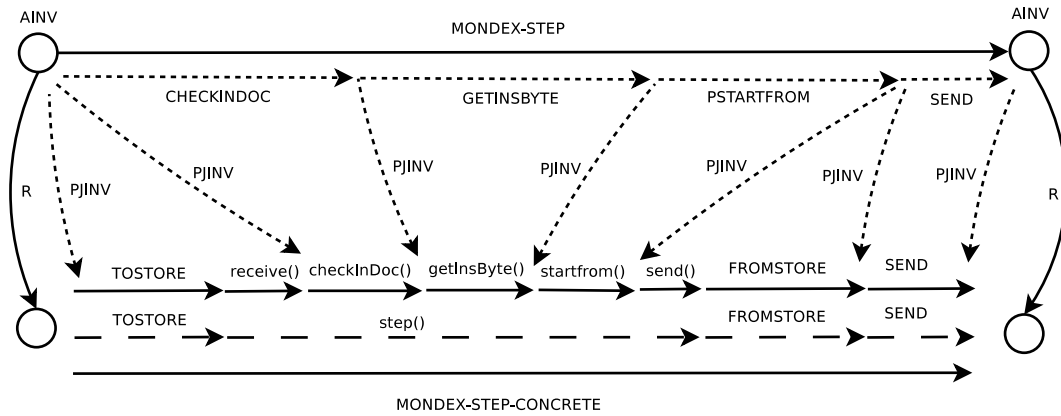 AINV
AINV
MONDEX-STEP
CHECKINDOC
GETINSBYTE
PSTARTFROM
SEND
PJINV
PJINV
PJINV
PJINV
PJINV
PJINV
PJINV
R
R
TOSTORE
receive()
checkInDoc()
getInsByte()
startfrom()
send()
FROMSTORE
SEND
TOSTORE
step()
FROMSTORE
SEND
MONDEX-STEP-CONCRETE